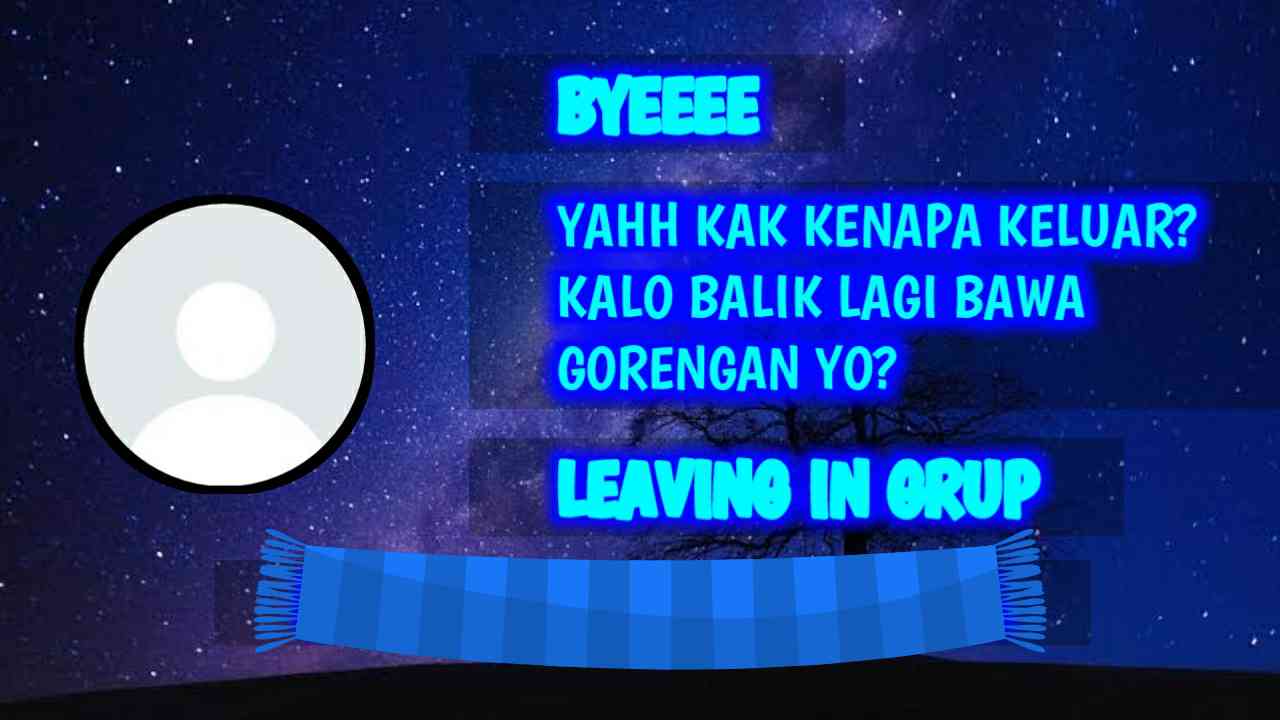 BYEEEE
YAHH KAK KENAPA KELUAR?
KALO BALIK LAGI BAWA
GORENGAN YO?
LEAVING IN GRUP